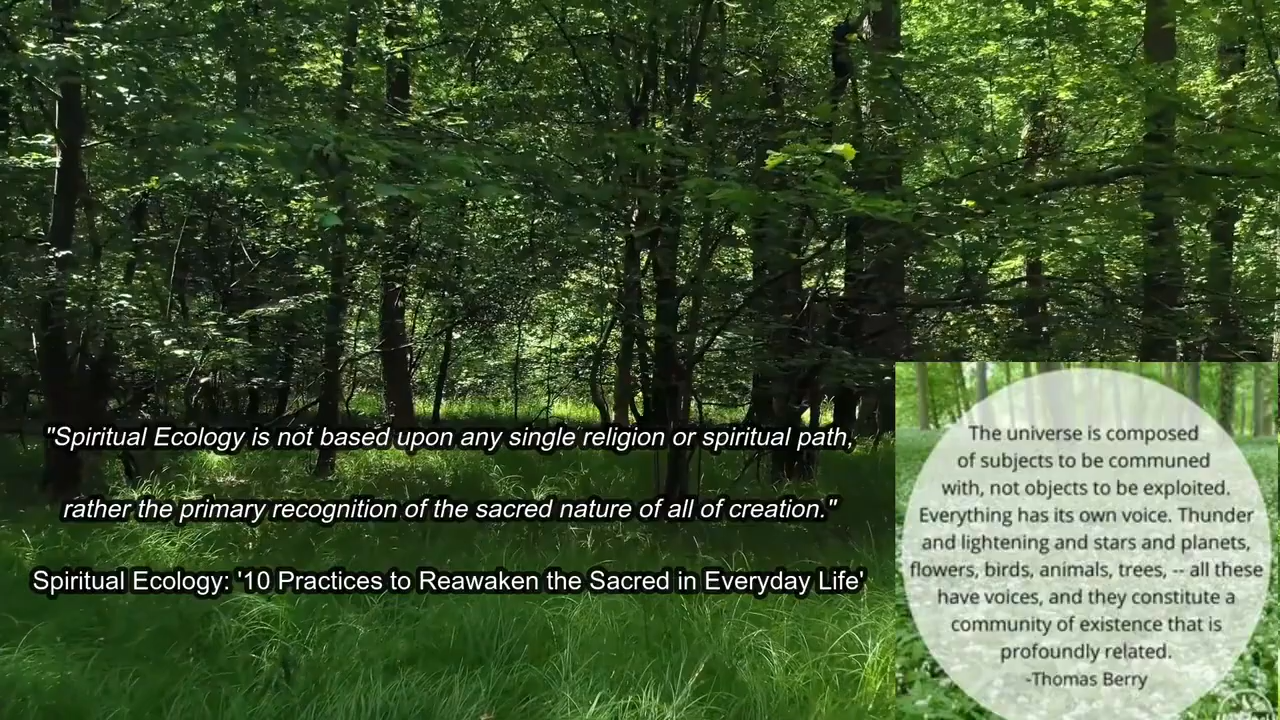 "Spiritual Ecology is not based upon any single religion or spiritual path,
rather the primary recognition of the sacred nature of all of creation."
Spiritual Ecology: '10 Practices to Reawaken the Sacred in Everyday Life'
The universe is composed
of subjects to be communed
with, not objects to be exploited.
Everything has its own voice. Thunder
and lightening and stars and planets,
flowers, birds, animals, trees, -- all these
have voices, and they constitute a
community of existence that is
profoundly related.
-Thomas Berry